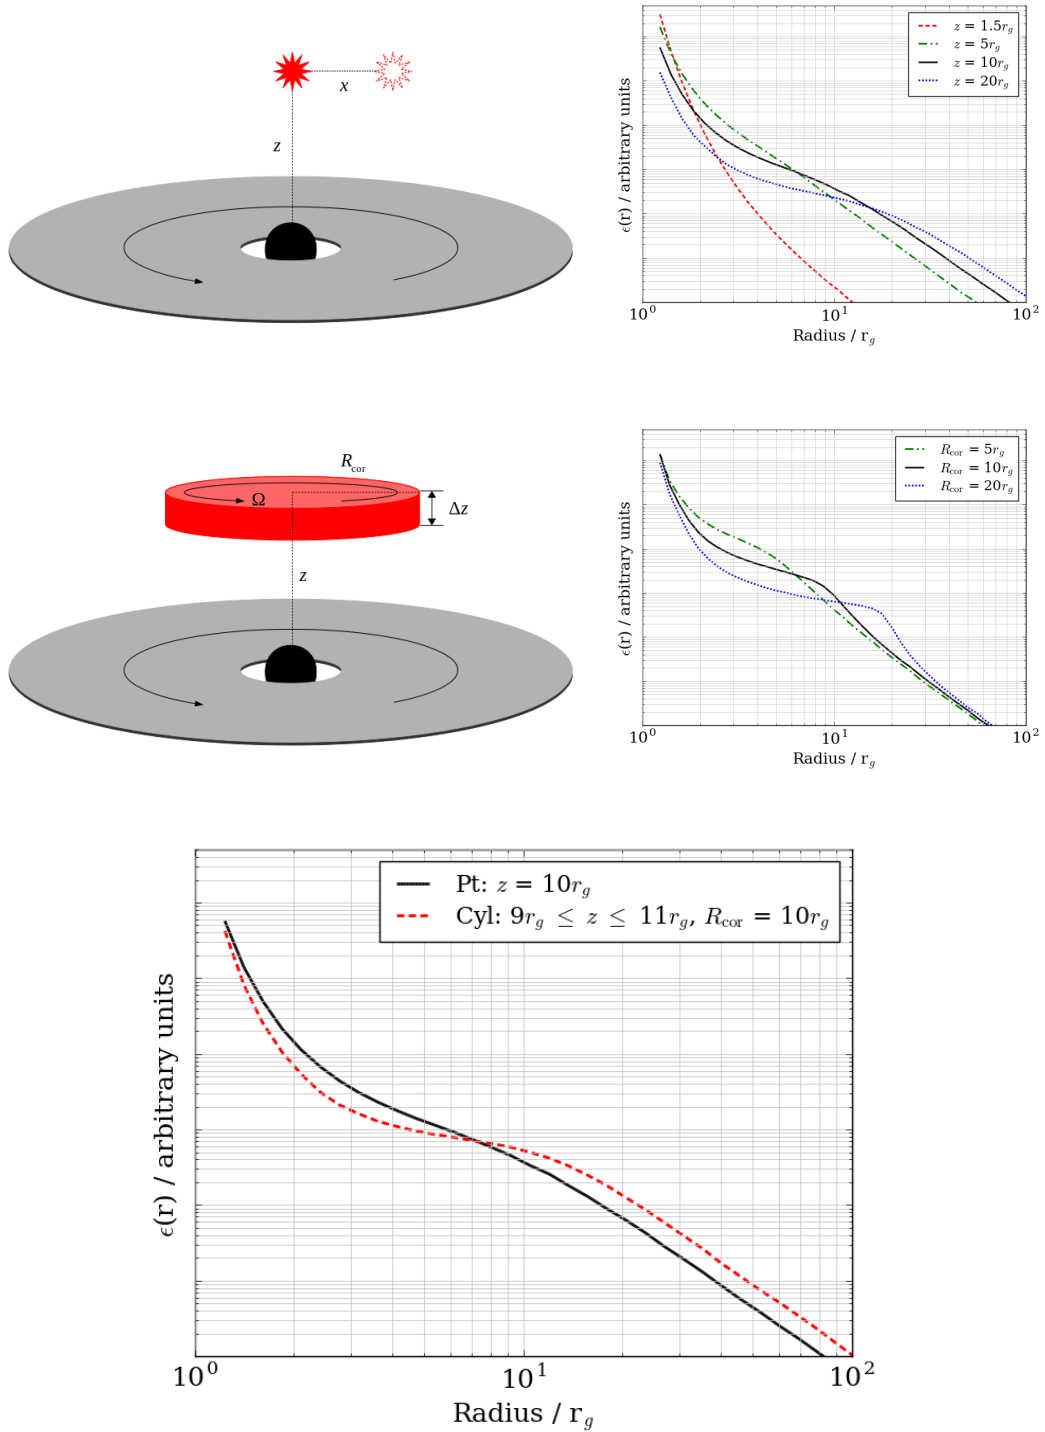 x
z
ε(r) / arbitrary units
z = 1.5r_g
z = 5r_g
z = 10r_g
z = 20r_g
10^0 10^1 10^2
Radius / r_g
R_cor
Ω
Δz
z
ε(r) / arbitrary units
R_cor = 5r_g
R_cor = 10r_g
R_cor = 20r_g
10^0 10^1 10^2
Radius / r_g
ε(r) / arbitrary units
Pt: z = 10r_g
Cyl: 9r_g ≤ z ≤ 11r_g, R_cor = 10r_g
10^0 10^1 10^2
Radius / r_g